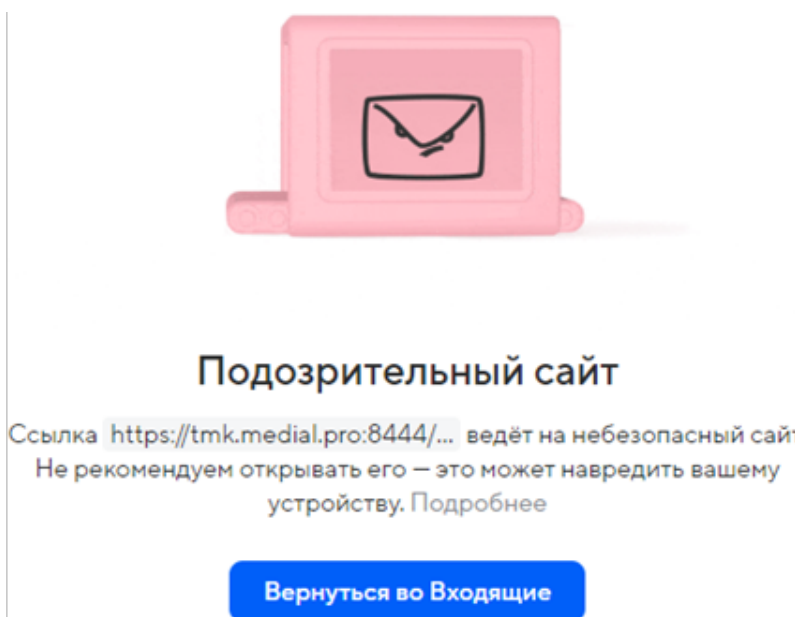 Подозрительный сайт
Ссылка https://tmk.medial.pro:8444/... ведёт на небезопасный сайт
Не рекомендуем открывать его — это может навредить вашему
устройству. Подробнее
Вернуться во Входящие